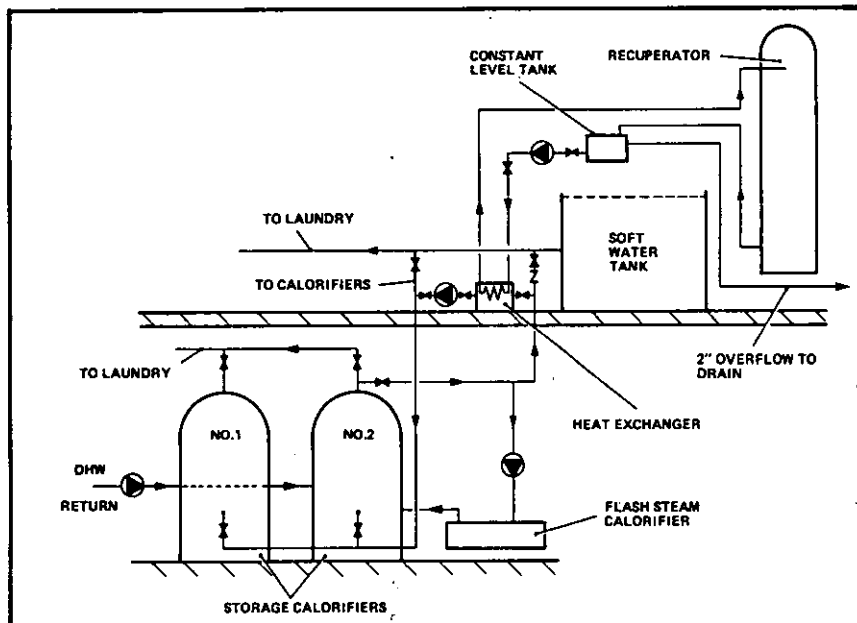 CONSTANT
LEVEL TANK
RECUPERATOR
TO LAUNDRY
SOFT
WATER
TANK
TO CALORIFIERS
2" OVERFLOW TO
DRAIN
TO LAUNDRY
HEAT EXCHANGER
NO.1
NO.2
DHW
RETURN
FLASH STEAM
CALORIFIER
STORAGE CALORIFIERS